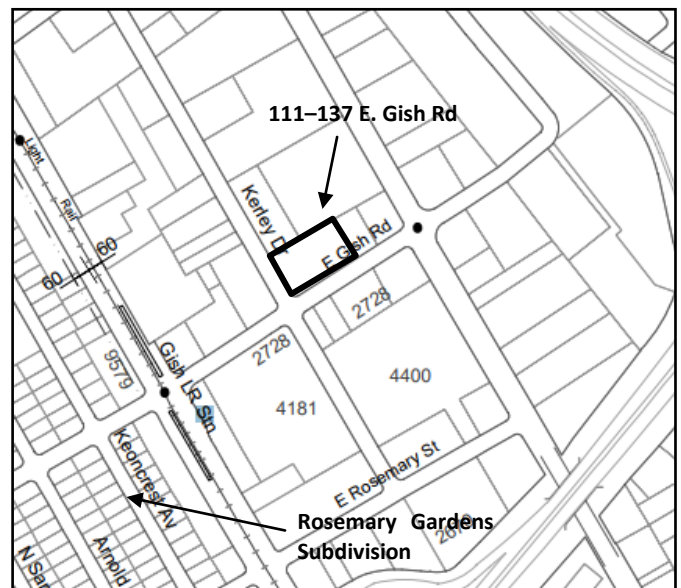 111–137 E. Gish Rd
Light
Rail
Kerley Dr
E Gish Rd
60
60
2728
2728
9579
Gish LR Stn
4400
4181
Keoncrest Av
E Rosemary St
Rosemary Gardens
Subdivision
Arnold
N San